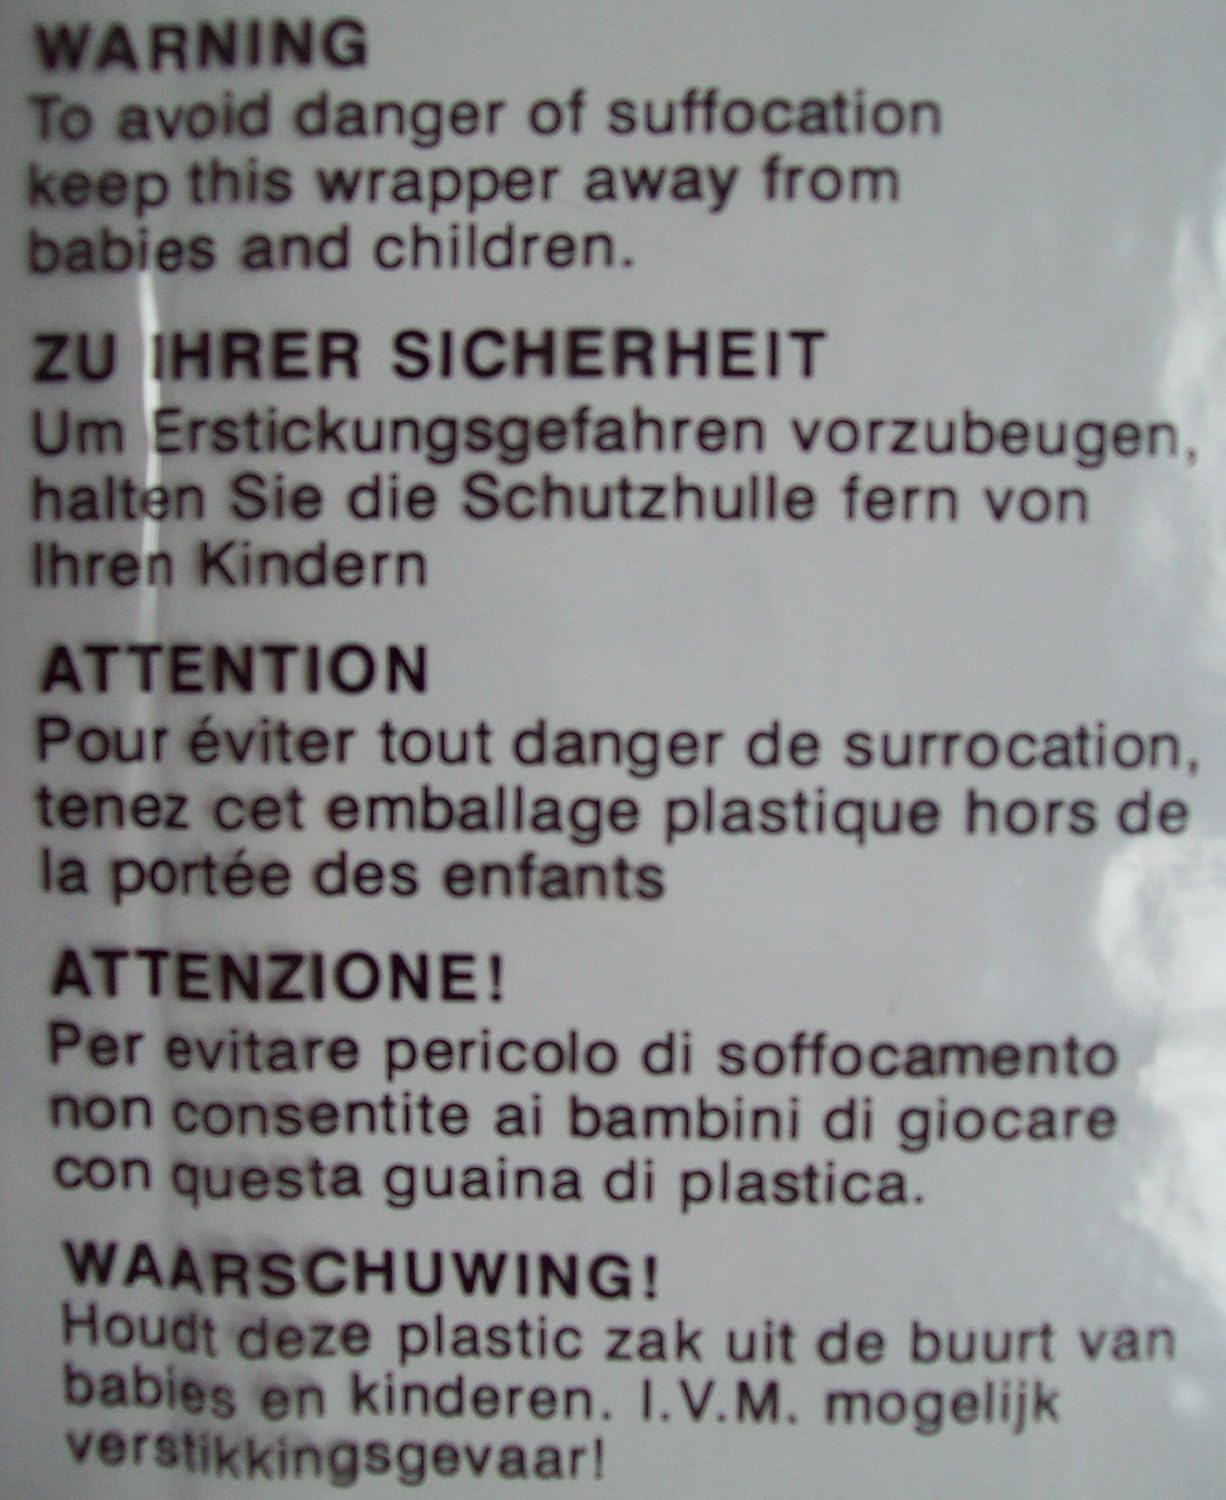 WARNING
To avoid danger of suffocation
keep this wrapper away from
babies and children.
ZU IHRER SICHERHEIT
Um Erstickungsgefahren vorzubeugen,
halten Sie die Schutzhulle fern von
Ihren Kindern
ATTENTION
Pour éviter tout danger de surrocation,
tenez cet emballage plastique hors de
la portée des enfants
ATTENZIONE!
Per evitare pericolo di soffocamento
non consentite ai bambini di giocare
con questa guaina di plastica.
WAARSCHUWING!
Houdt deze plastic zak uit de buurt van
babies en kinderen. I.V.M. mogelijk
verstikkingsgevaar!